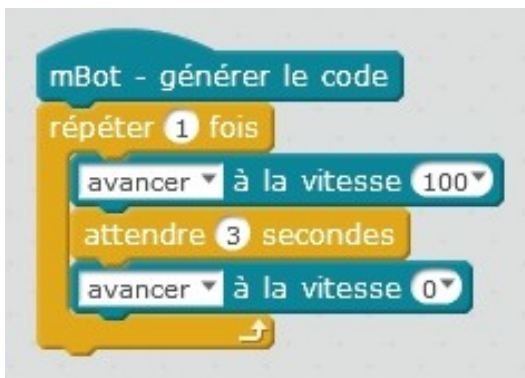 mBot - générer le code
répéter 1 fois
avancer à la vitesse 100
attendre 3 secondes
avancer à la vitesse 0